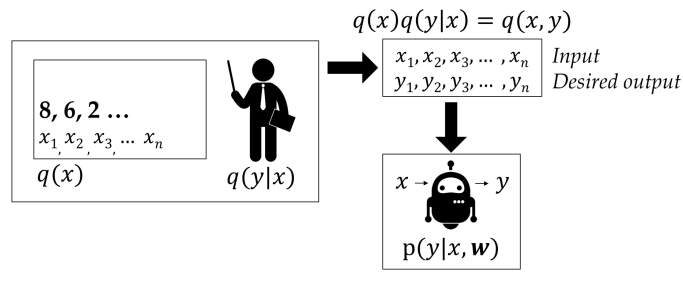 q(x)q(y|x) = q(x, y)
x₁, x₂, x₃, … , xₙ Input
y₁, y₂, y₃, … , yₙ Desired output
8, 6, 2 …
x₁, x₂, x₃, … xₙ
q(x)
q(y|x)
x → → y
p(y|x, w)